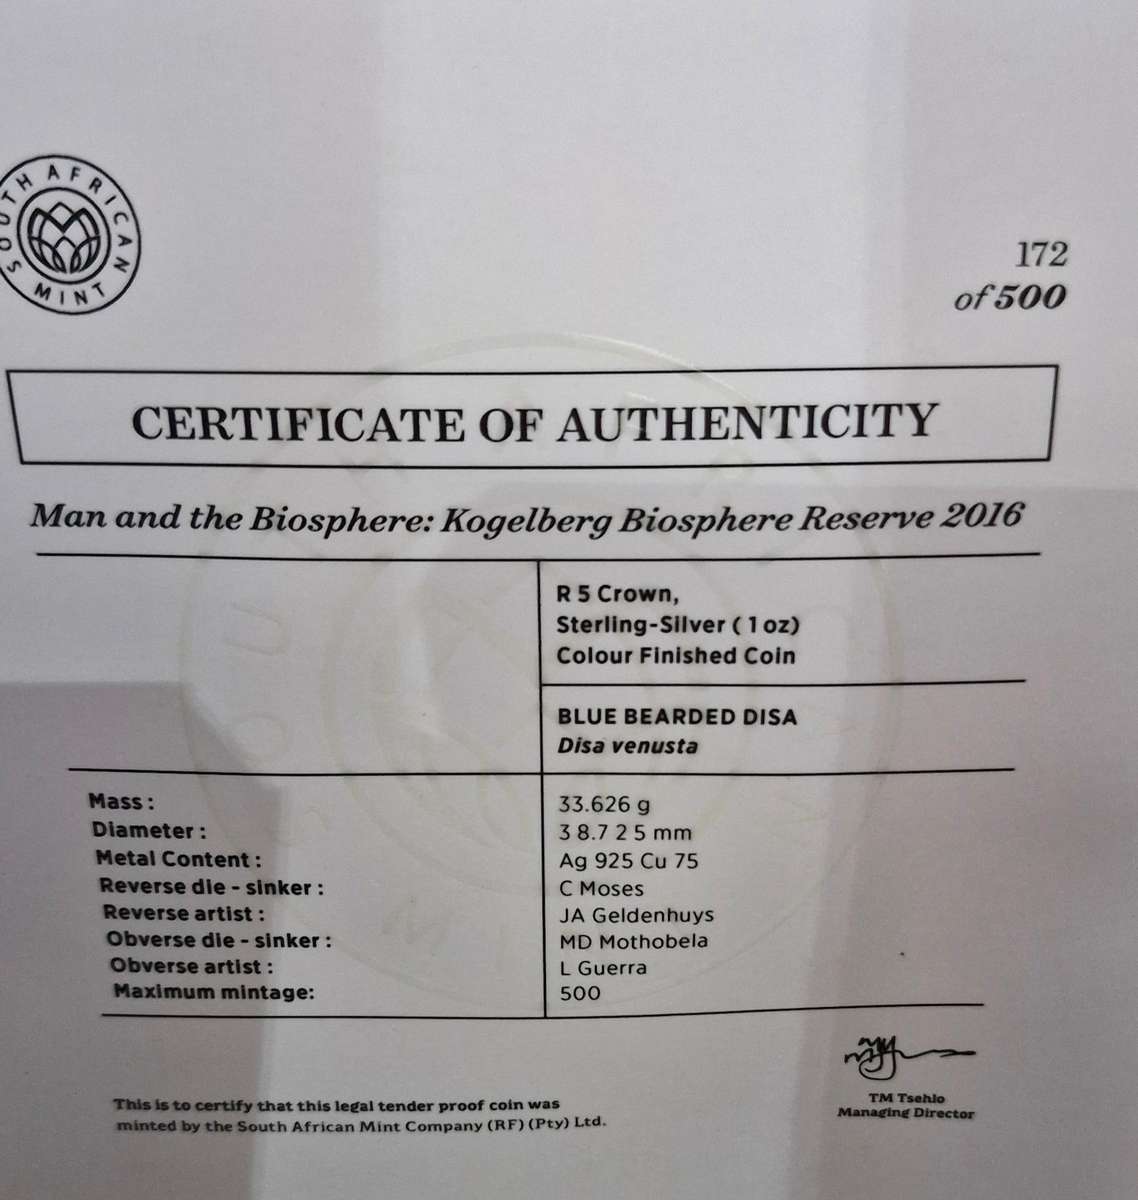 SOUTH AFRICAN MINT
172
of 500
CERTIFICATE OF AUTHENTICITY
Man and the Biosphere: Kogelberg Biosphere Reserve 2016
R 5 Crown,
Sterling-Silver ( 1 oz)
Colour Finished Coin
BLUE BEARDED DISA
Disa venusta
Mass : 33.626 g
Diameter : 3 8.7 2 5 mm
Metal Content : Ag 925 Cu 75
Reverse die - sinker : C Moses
Reverse artist : JA Geldenhuys
Obverse die - sinker : MD Mothobela
Obverse artist : L Guerra
Maximum mintage: 500
TM Tsehlo
Managing Director
This is to certify that this legal tender proof coin was
minted by the South African Mint Company (RF) (Pty) Ltd.